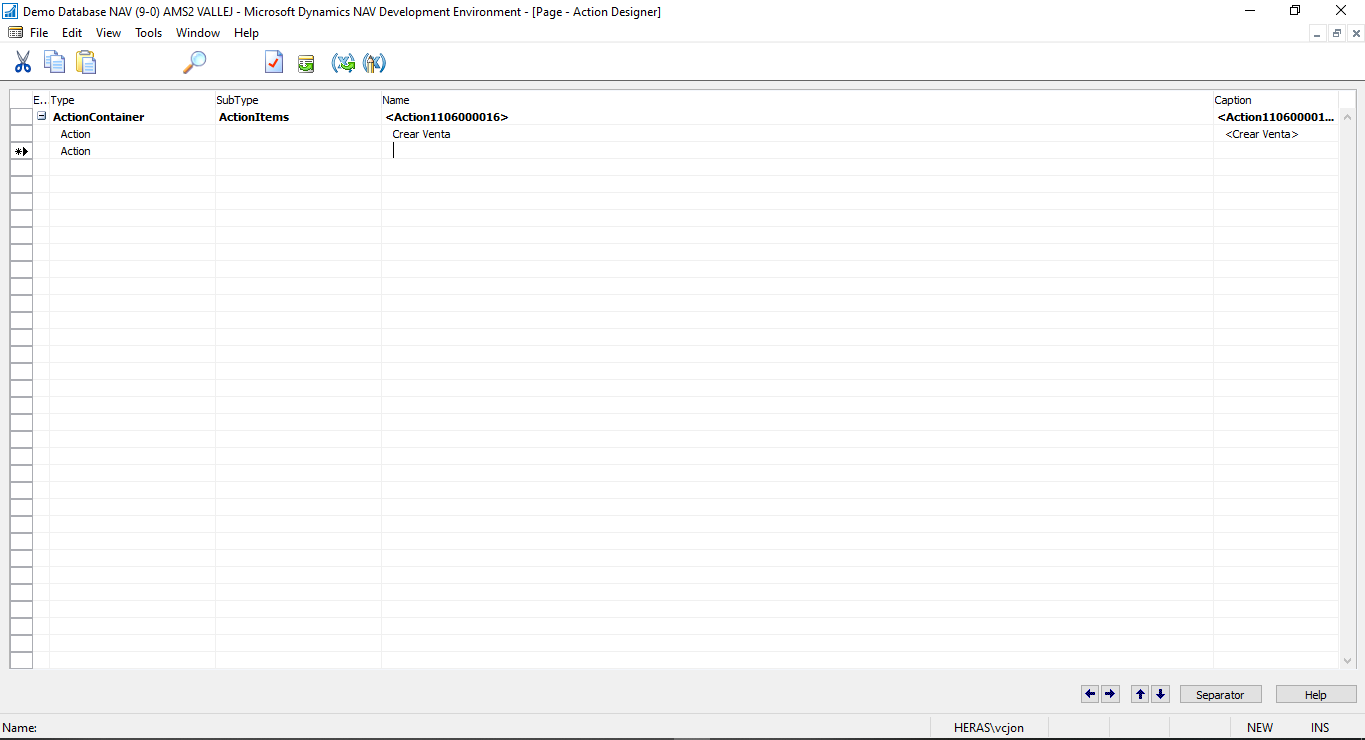 Demo Database NAV (9-0) AMS2 VALLEJ - Microsoft Dynamics NAV Development Environment - [Page - Action Designer]
File Edit View Tools Window Help
E.. Type SubType Name Caption
ActionContainer ActionItems <Action1106000016> <Action110600001...
Action Crear Venta <Crear Venta>
Action
Separator Help
Name: HERAS\vcjon NEW INS